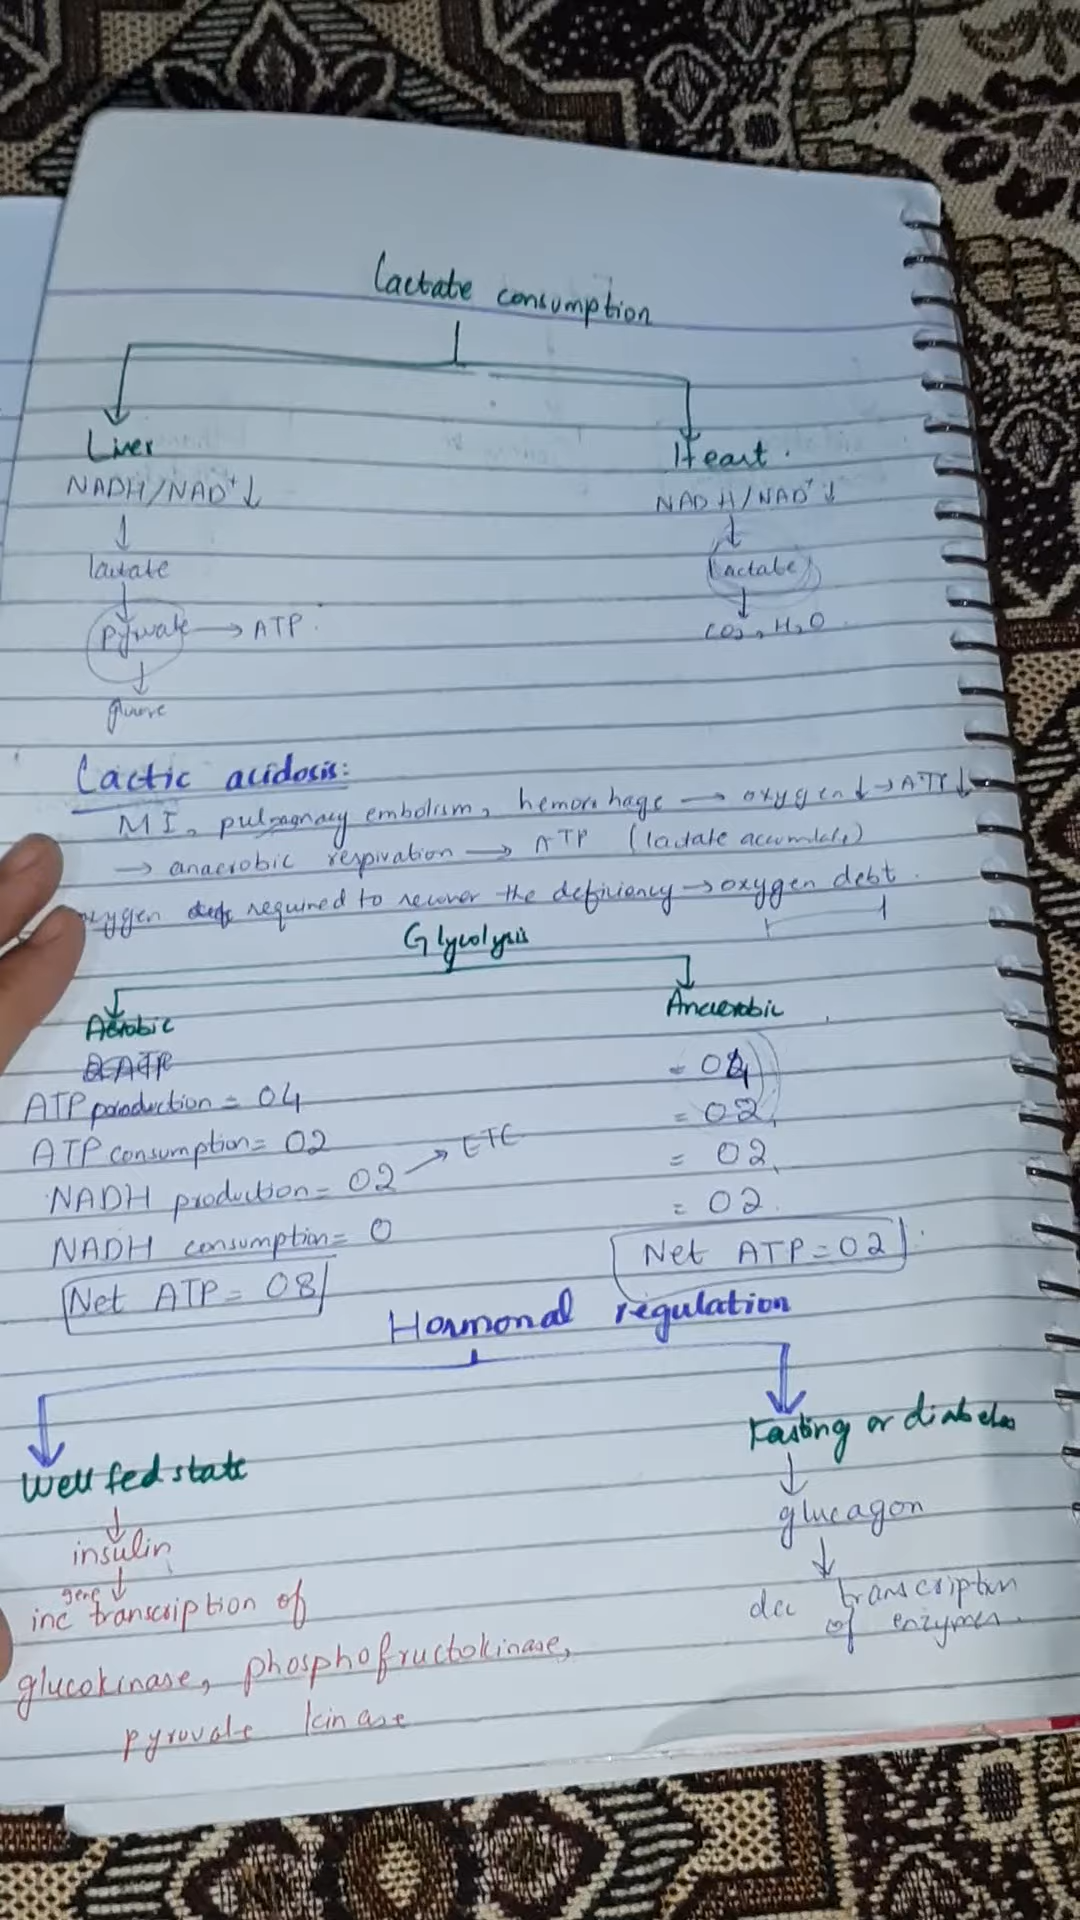 Lactate consumption
Liver
Heart.
NADH/NAD⁺↓
NADH/NAD⁺↓
lactate
lactate
pyruvate → ATP.
CO₂, H₂O
Lactic acidosis:
MI, embolism, hemorrhage → oxygen ↓ → ATP ↓
→ anaerobic respiration → ATP (lactate accumulate)
required to recover the deficiency → oxygen debt.
Glycolysis
Aerobic
Anaerobic
ATP production = 04
= 04
ATP consumption = 02
= 02
NADH production = 02 → ETC
= 02
NADH consumption = 0
= 02
Net ATP = 08
Net ATP = 02
Hormonal regulation
Well fed state
Fasting or diabetes
insulin
glucagon
gene
inc transcription of
dec transcription
of enzymes.
glucokinase, phosphofructokinase,
pyruvate kinase